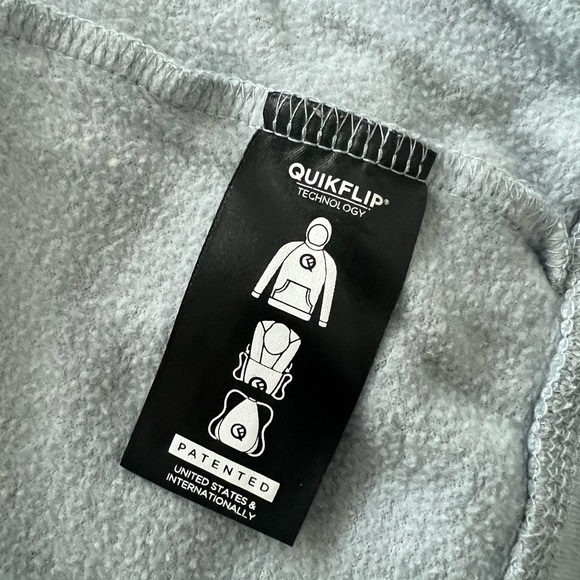 QUIKFLIP®
TECHNOLOGY
PATENTED
UNITED STATES &
INTERNATIONALLY